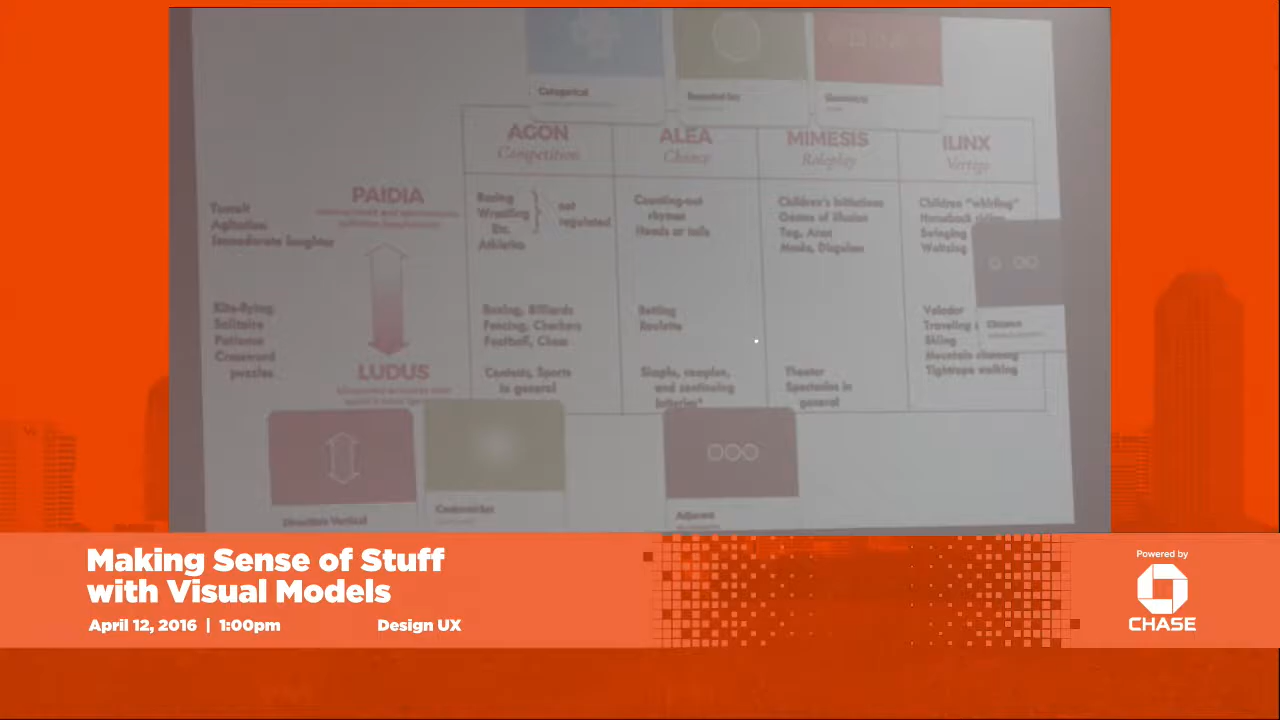 Categorical
Bounded Set
Geometric
AGON
Competition
ALEA
Chance
MIMESIS
Roleplay
ILINX
Vertigo
PAIDIA
Tumult
Agitation
Immoderate laughter
Boxing
Wrestling
Etc.
Athletics
not
regulated
Counting-out
rhymes
Heads or tails
Children's Initiations
Games of Illusion
Tag, Arms
Masks, Disguises
Children "whirling"
Horseback riding
Swinging
Waltzing
Kite-flying
Solitaire
Patience
Crossword
puzzles
LUDUS
Boxing, Billiards
Fencing, Checkers
Football, Chess
Contests, Sports
in general
Betting
Roulette
Simple, complex,
and continuing
lotteries*
Theater
Spectacles in
general
Volador
Traveling
Skiing
Mountain climbing
Tightrope walking
Direction Vertical
Centered Set
Adjacent
Making Sense of Stuff
with Visual Models
April 12, 2016 | 1:00pm
Design UX
Powered by
CHASE